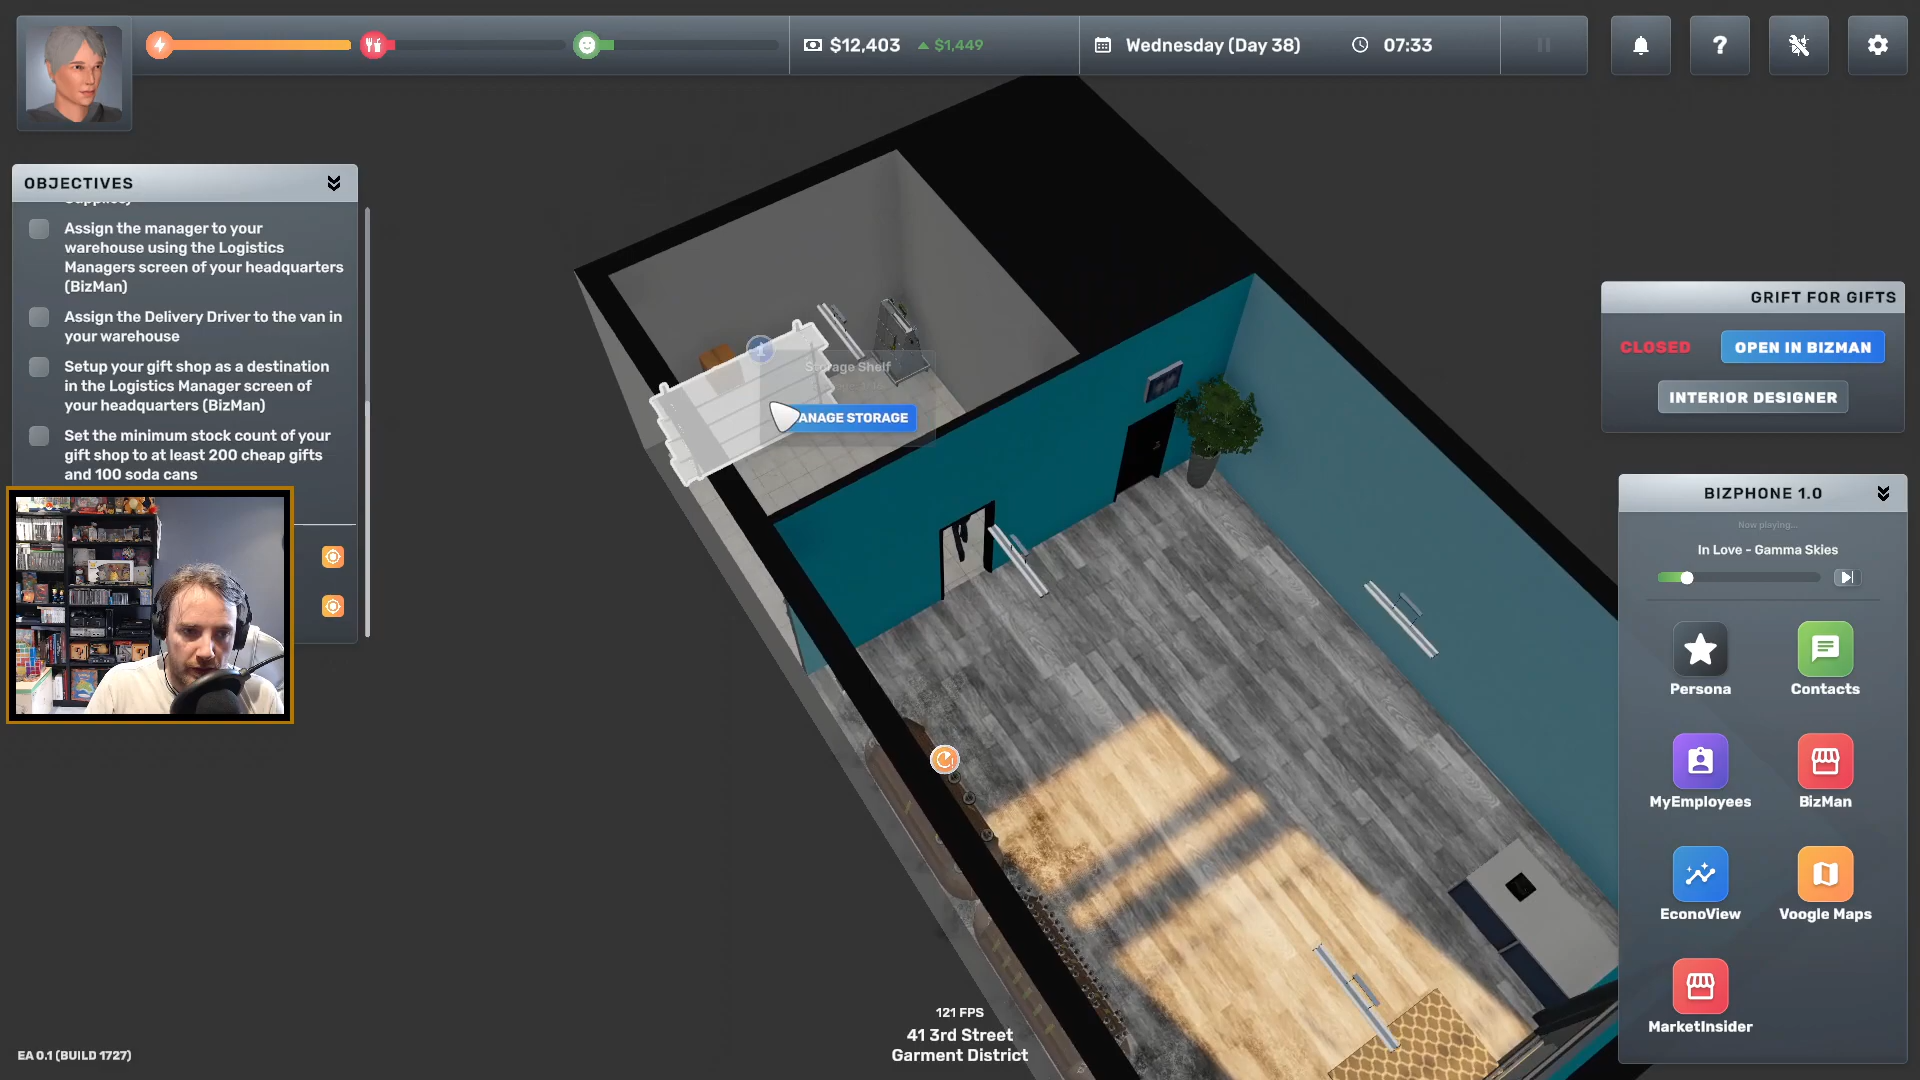 $12,403
$1,449
Wednesday (Day 38)
07:33
?
OBJECTIVES
Assign the manager to your
warehouse using the Logistics
Managers screen of your headquarters
(BizMan)
Assign the Delivery Driver to the van in
your warehouse
Setup your gift shop as a destination
in the Logistics Manager screen of
your headquarters (BizMan)
Set the minimum stock count of your
gift shop to at least 200 cheap gifts
and 100 soda cans
Storage Shelf
ANAGE STORAGE
GRIFT FOR GIFTS
CLOSED
OPEN IN BIZMAN
INTERIOR DESIGNER
BIZPHONE 1.0
Now playing...
In Love - Gamma Skies
Persona
Contacts
MyEmployees
BizMan
EconoView
Voogle Maps
MarketInsider
121 FPS
41 3rd Street
Garment District
EA 0.1 (BUILD 1727)